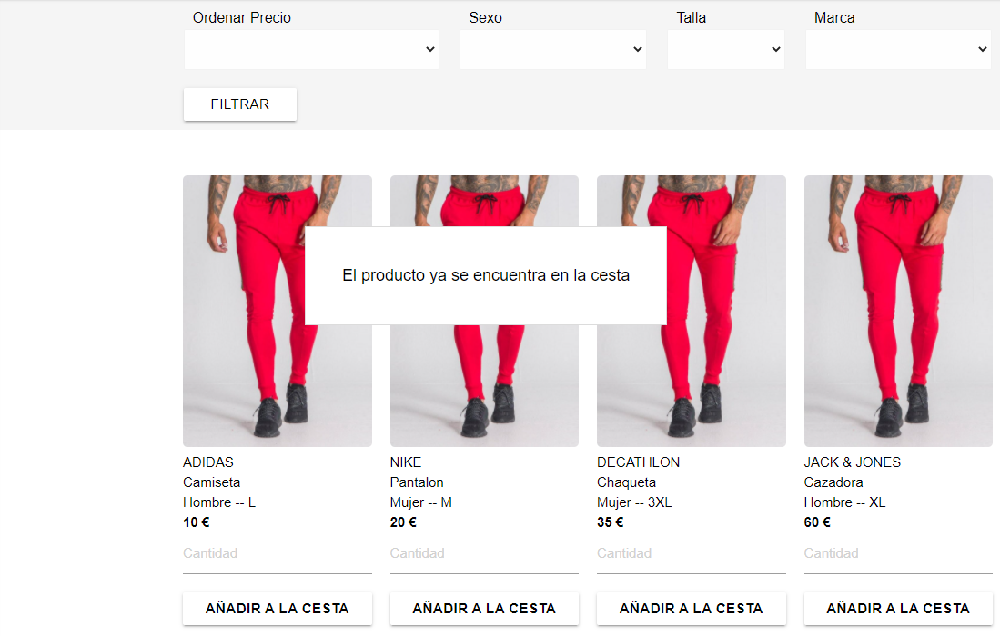 Ordenar Precio
Sexo
Talla
Marca
FILTRAR
El producto ya se encuentra en la cesta
ADIDAS
Camiseta
Hombre -- L
10 €
Cantidad
AÑADIR A LA CESTA
NIKE
Pantalon
Mujer -- M
20 €
Cantidad
AÑADIR A LA CESTA
DECATHLON
Chaqueta
Mujer -- 3XL
35 €
Cantidad
AÑADIR A LA CESTA
JACK & JONES
Cazadora
Hombre -- XL
60 €
Cantidad
AÑADIR A LA CESTA